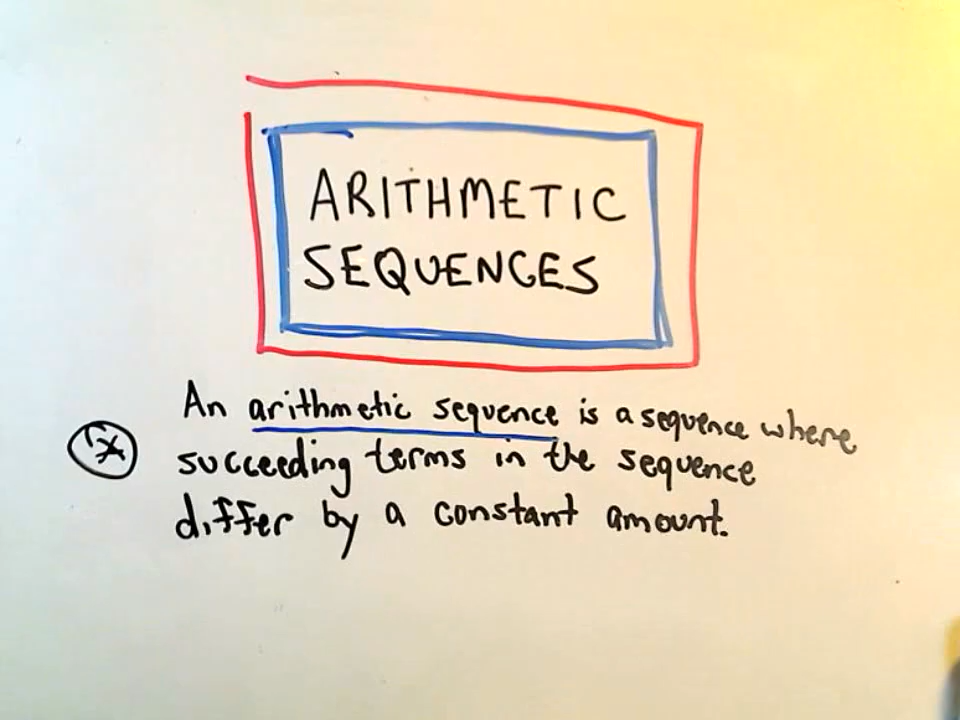 ARITHMETIC
SEQUENCES
An arithmetic sequence is a sequence where
succeeding terms in the sequence
differ by a constant amount.